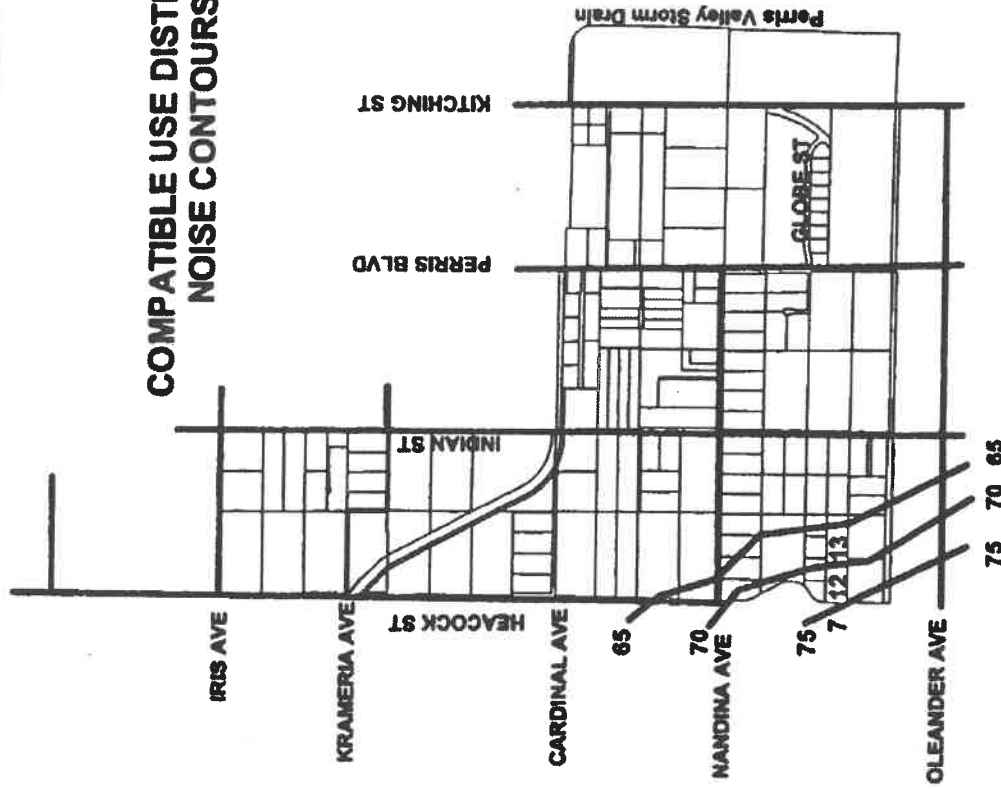 COMPATIBLE USE DIST
NOISE CONTOURS
Perris Valley Storm Drain
KITCHING ST
GLOBE ST
PERRIS BLVD
INDIAN ST
HEACOCK ST
IRIS AVE
KRAMERIA AVE
CARDINAL AVE
NANDINA AVE
OLEANDER AVE
65
70
75
7
12
13
65
70
75